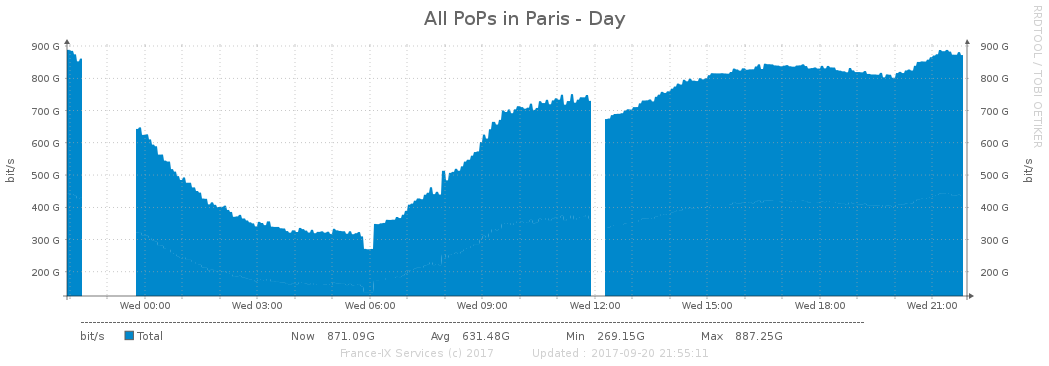 All PoPs in Paris - Day
RRDTOOL / TOBI OETIKER
bit/s
900 G
800 G
700 G
600 G
500 G
400 G
300 G
200 G
900 G
800 G
700 G
600 G
500 G
400 G
300 G
200 G
bit/s
Wed 00:00 Wed 03:00 Wed 06:00 Wed 09:00 Wed 12:00 Wed 15:00 Wed 18:00 Wed 21:00
bit/s Total Now 871.09G Avg 631.48G Min 269.15G Max 887.25G
France-IX Services (c) 2017 Updated : 2017-09-20 21:55:11